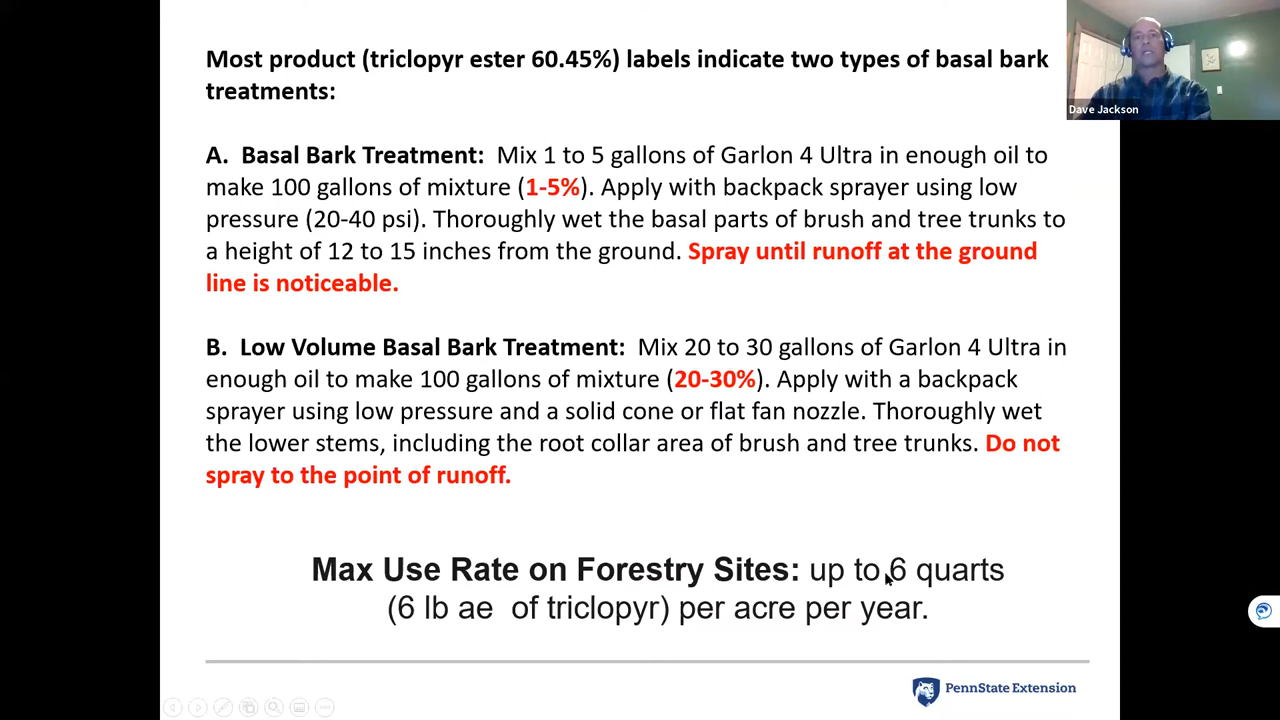 Most product (triclopyr ester 60.45%) labels indicate two types of basal bark
treatments:
A. Basal Bark Treatment: Mix 1 to 5 gallons of Garlon 4 Ultra in enough oil to
make 100 gallons of mixture (1-5%). Apply with backpack sprayer using low
pressure (20-40 psi). Thoroughly wet the basal parts of brush and tree trunks to
a height of 12 to 15 inches from the ground. Spray until runoff at the ground
line is noticeable.
B. Low Volume Basal Bark Treatment: Mix 20 to 30 gallons of Garlon 4 Ultra in
enough oil to make 100 gallons of mixture (20-30%). Apply with a backpack
sprayer using low pressure and a solid cone or flat fan nozzle. Thoroughly wet
the lower stems, including the root collar area of brush and tree trunks. Do not
spray to the point of runoff.
Max Use Rate on Forestry Sites: up to 6 quarts
(6 lb ae of triclopyr) per acre per year.
PennState Extension
Dave Jackson